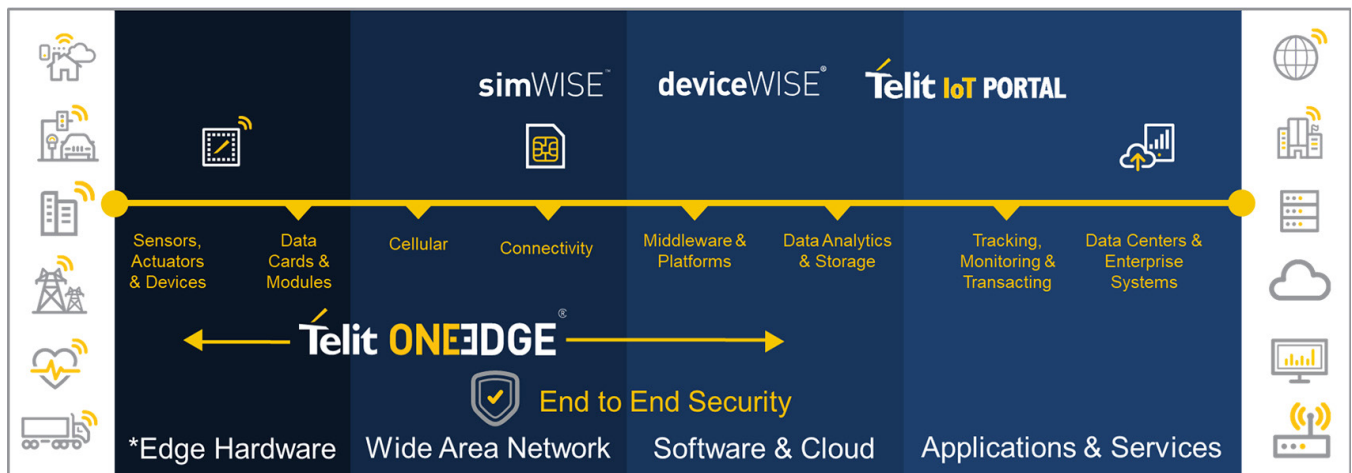 simWISE™
deviceWISE®
Telit IoT PORTAL
Sensors,
Actuators
& Devices
Data
Cards &
Modules
Cellular
Connectivity
Middleware &
Platforms
Data Analytics
& Storage
Tracking,
Monitoring &
Transacting
Data Centers &
Enterprise
Systems
Telit ONEEDGE®
End to End Security
*Edge Hardware
Wide Area Network
Software & Cloud
Applications & Services